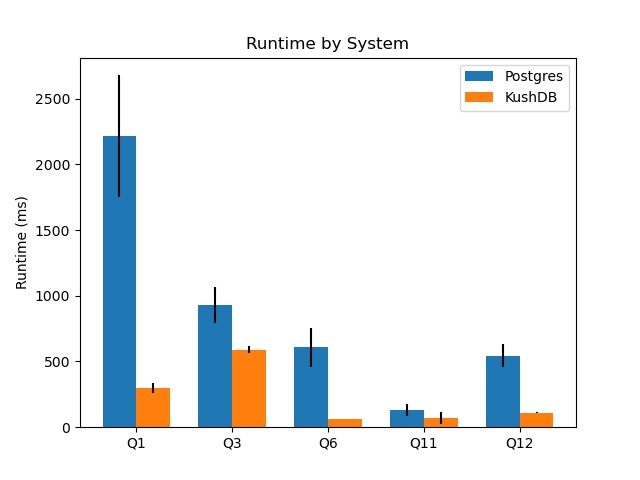 Runtime by System
Postgres
KushDB
Runtime (ms)
2500
2000
1500
1000
500
0
Q1 Q3 Q6 Q11 Q12